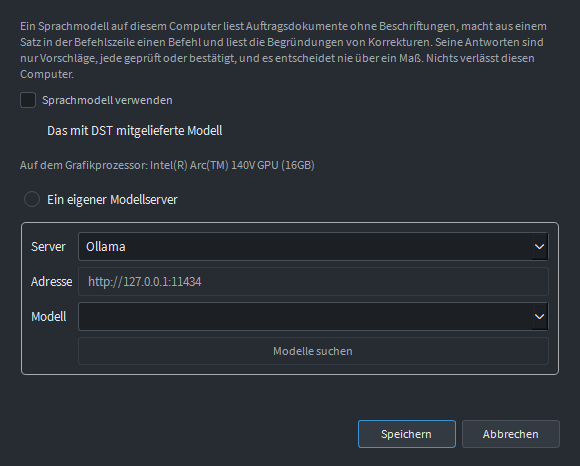 Ein Sprachmodell auf diesem Computer liest Auftragsdokumente ohne Beschriftungen, macht aus einem
Satz in der Befehlszeile einen Befehl und liest die Begründungen von Korrekturen. Seine Antworten sind
nur Vorschläge, jede geprüft oder bestätigt, und es entscheidet nie über ein Maß. Nichts verlässt diesen
Computer.
Sprachmodell verwenden
Das mit DST mitgelieferte Modell
Auf dem Grafikprozessor: Intel(R) Arc(TM) 140V GPU (16GB)
Ein eigener Modellserver
Server Ollama
Adresse http://127.0.0.1:11434
Modell
Modelle suchen
Speichern Abbrechen